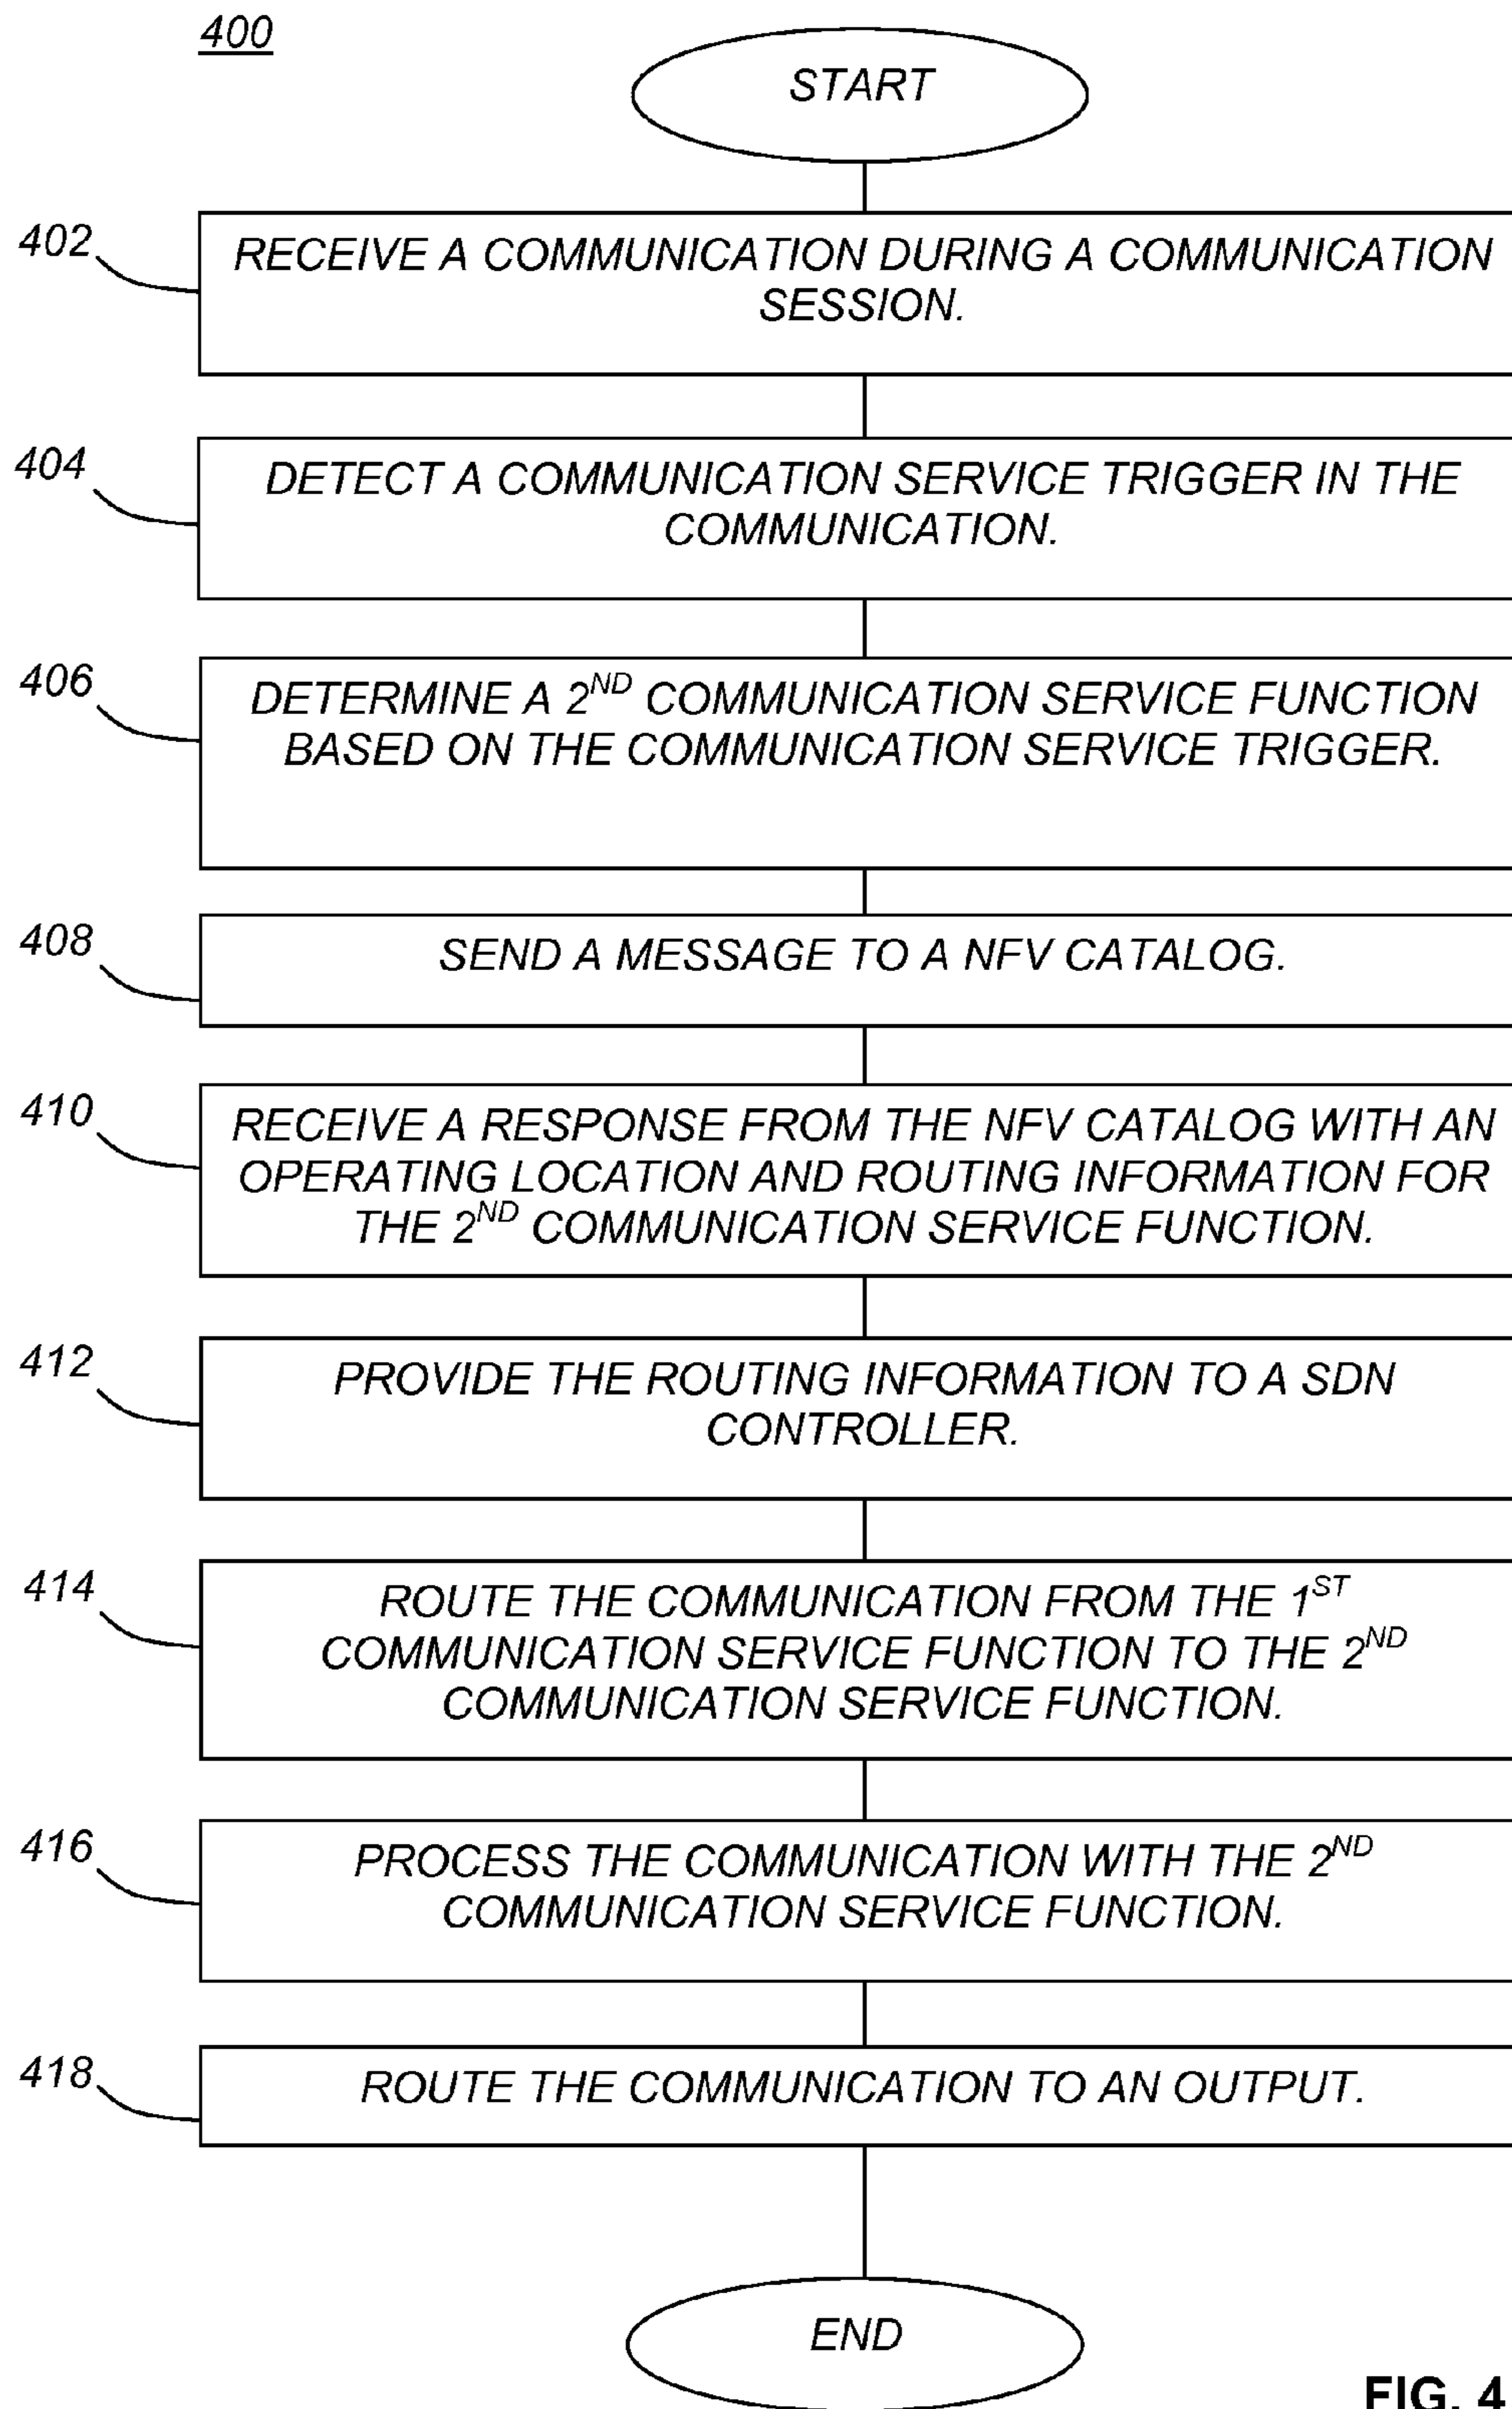 400
START
402
RECEIVE A COMMUNICATION DURING A COMMUNICATION
SESSION.
404
DETECT A COMMUNICATION SERVICE TRIGGER IN THE
COMMUNICATION.
406
DETERMINE A 2ND COMMUNICATION SERVICE FUNCTION
BASED ON THE COMMUNICATION SERVICE TRIGGER.
408
SEND A MESSAGE TO A NFV CATALOG.
410
RECEIVE A RESPONSE FROM THE NFV CATALOG WITH AN
OPERATING LOCATION AND ROUTING INFORMATION FOR
THE 2ND COMMUNICATION SERVICE FUNCTION.
412
PROVIDE THE ROUTING INFORMATION TO A SDN
CONTROLLER.
414
ROUTE THE COMMUNICATION FROM THE 1ST
COMMUNICATION SERVICE FUNCTION TO THE 2ND
COMMUNICATION SERVICE FUNCTION.
416
PROCESS THE COMMUNICATION WITH THE 2ND
COMMUNICATION SERVICE FUNCTION.
418
ROUTE THE COMMUNICATION TO AN OUTPUT.
END
FIG. 4